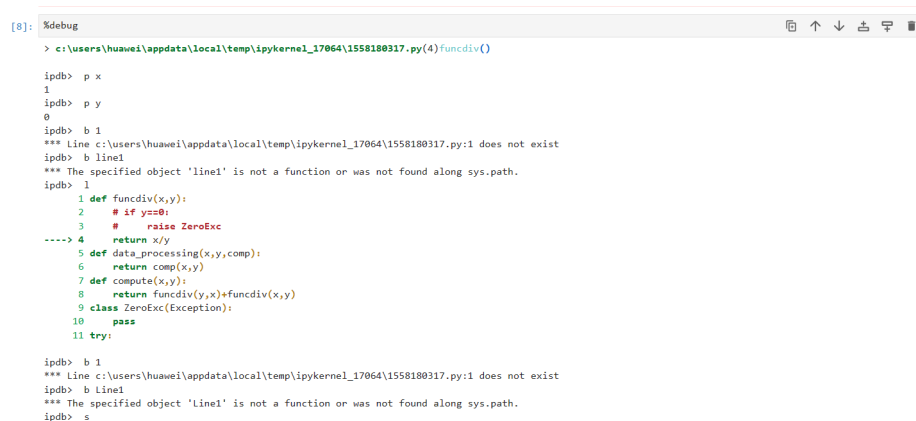 [8]: %debug
> c:\users\huawei\appdata\local\temp\ipykernel_17064\1558180317.py(4)funcdiv()
ipdb> p x
1
ipdb> p y
0
ipdb> b 1
*** Line c:\users\huawei\appdata\local\temp\ipykernel_17064\1558180317.py:1 does not exist
ipdb> b line1
*** The specified object 'line1' is not a function or was not found along sys.path.
ipdb> l
1 def funcdiv(x,y):
2     # if y==0:
3     #     raise ZeroExc
----> 4     return x/y
5 def data_processing(x,y,comp):
6     return comp(x,y)
7 def compute(x,y):
8     return funcdiv(y,x)+funcdiv(x,y)
9 class ZeroExc(Exception):
10     pass
11 try:
ipdb> b 1
*** Line c:\users\huawei\appdata\local\temp\ipykernel_17064\1558180317.py:1 does not exist
ipdb> b Line1
*** The specified object 'Line1' is not a function or was not found along sys.path.
ipdb> s